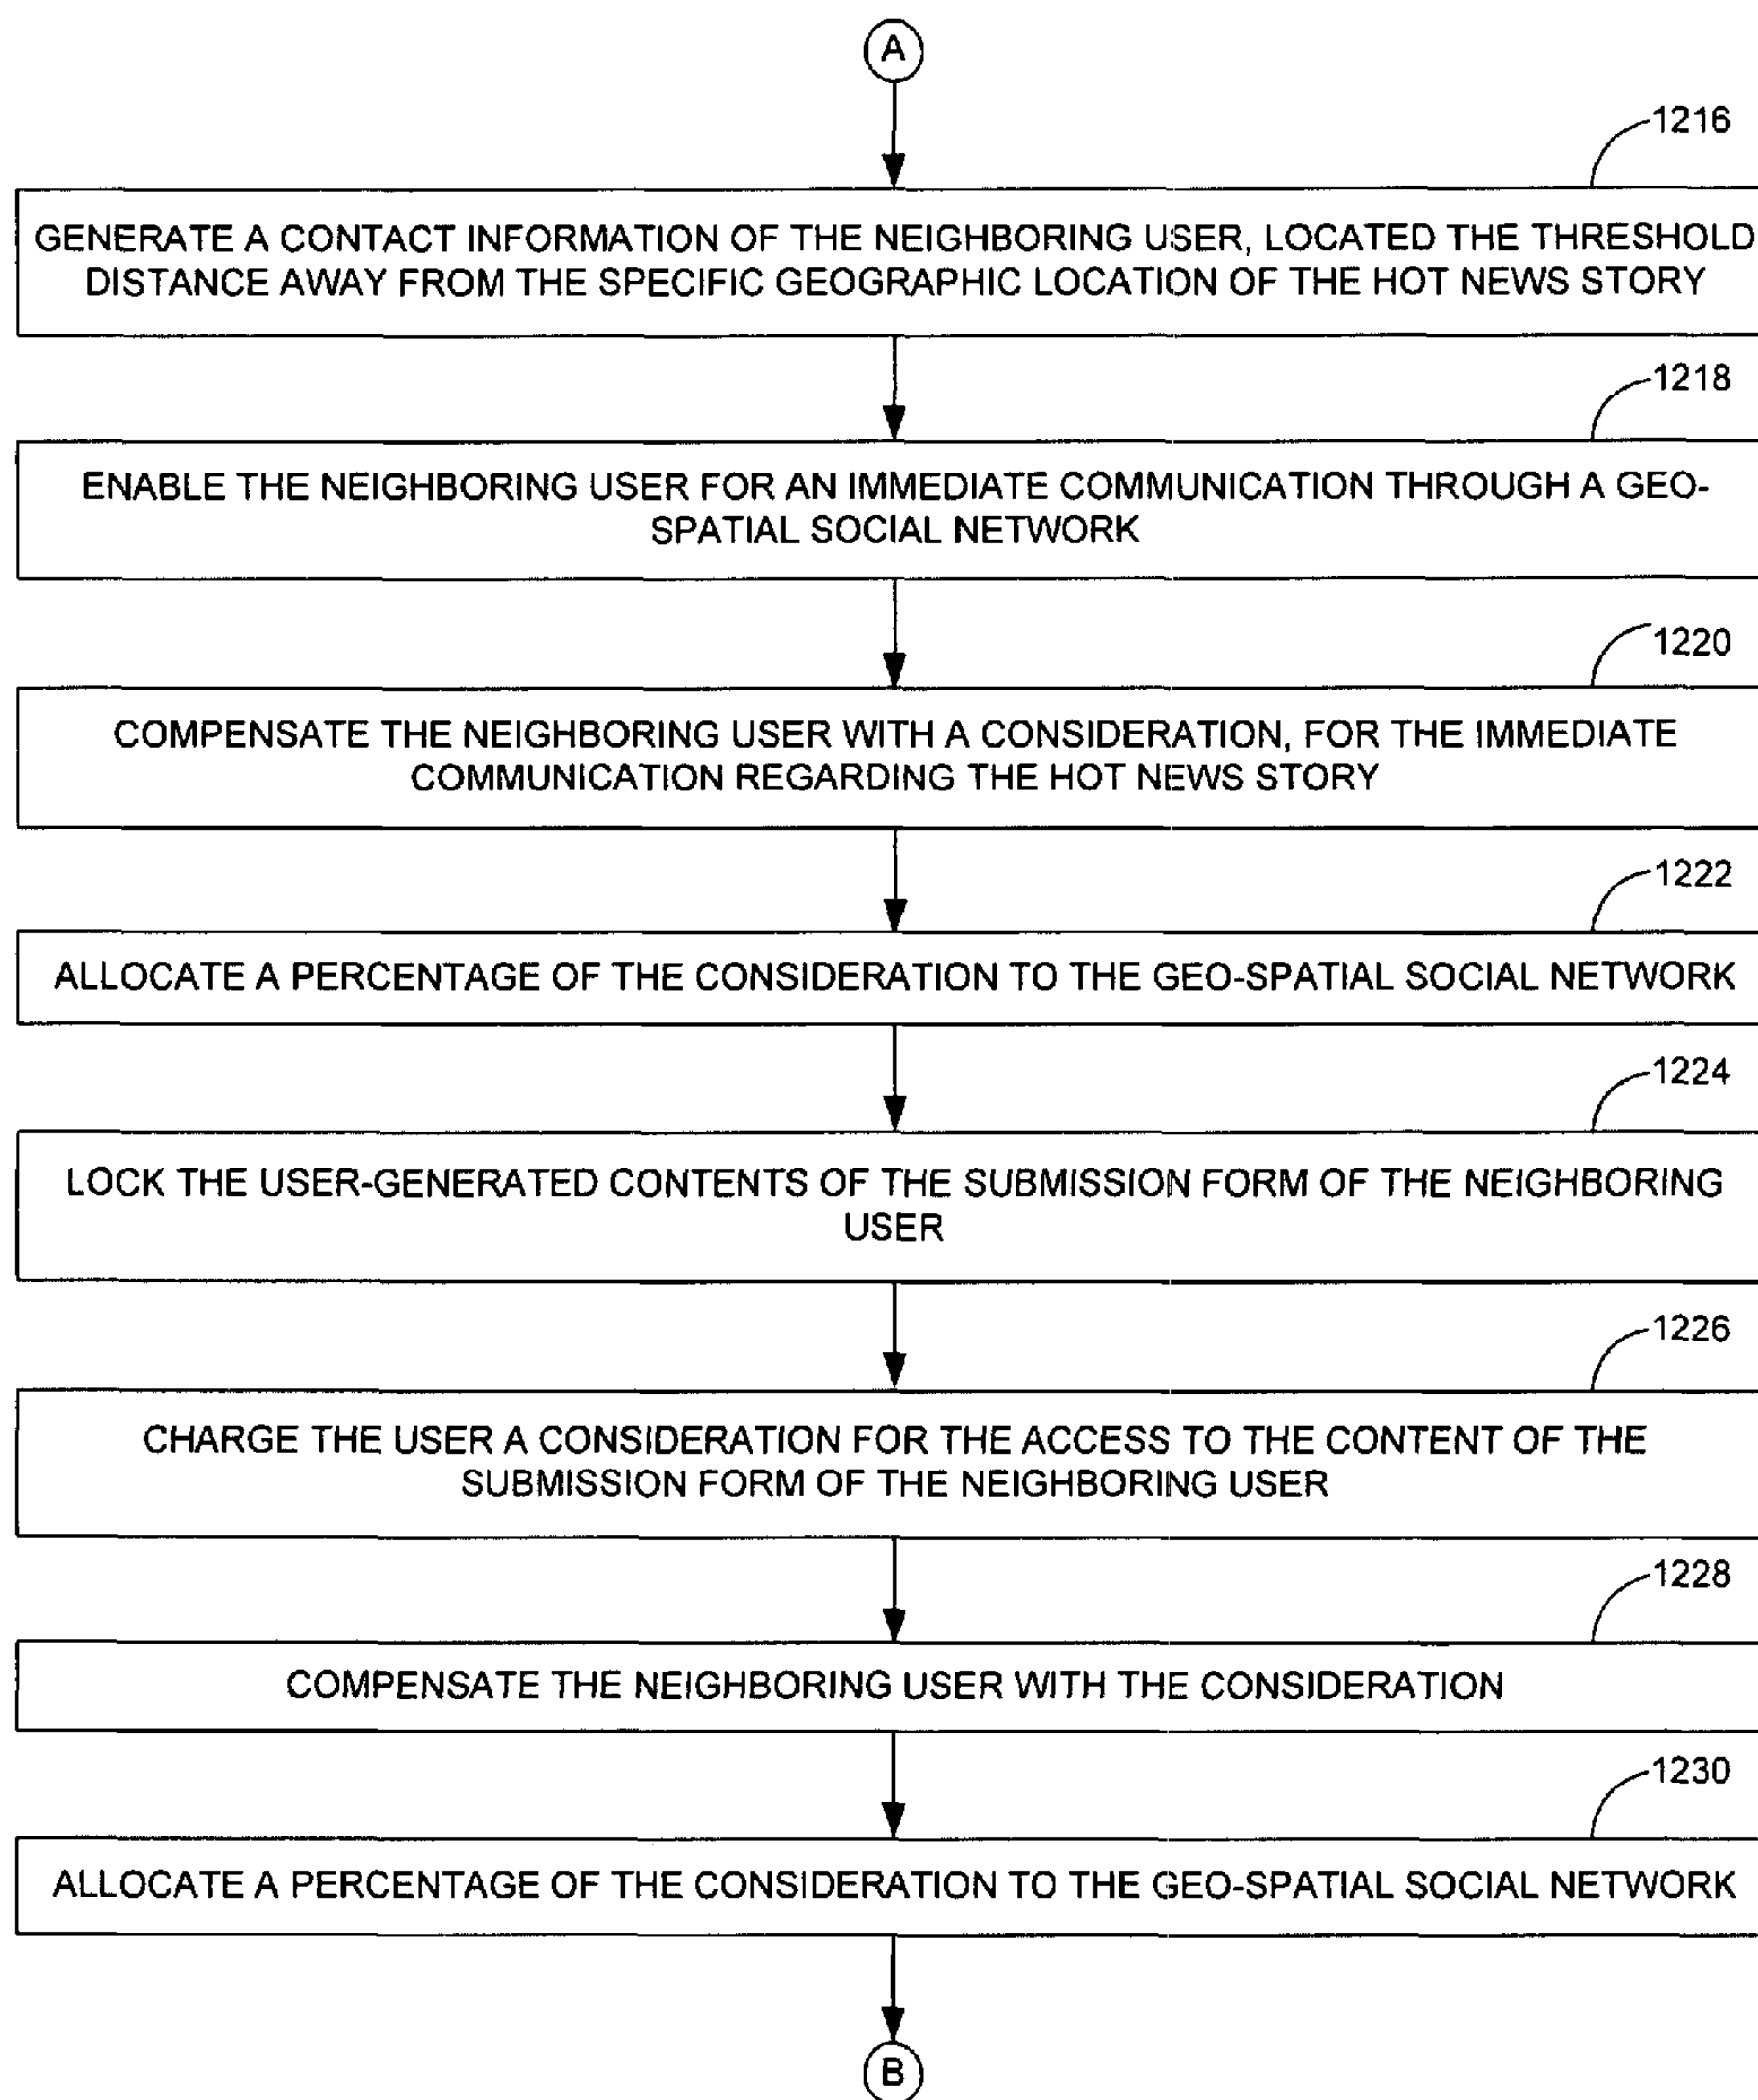 A
1216
GENERATE A CONTACT INFORMATION OF THE NEIGHBORING USER, LOCATED THE THRESHOLD
DISTANCE AWAY FROM THE SPECIFIC GEOGRAPHIC LOCATION OF THE HOT NEWS STORY
1218
ENABLE THE NEIGHBORING USER FOR AN IMMEDIATE COMMUNICATION THROUGH A GEO-
SPATIAL SOCIAL NETWORK
1220
COMPENSATE THE NEIGHBORING USER WITH A CONSIDERATION, FOR THE IMMEDIATE
COMMUNICATION REGARDING THE HOT NEWS STORY
1222
ALLOCATE A PERCENTAGE OF THE CONSIDERATION TO THE GEO-SPATIAL SOCIAL NETWORK
1224
LOCK THE USER-GENERATED CONTENTS OF THE SUBMISSION FORM OF THE NEIGHBORING
USER
1226
CHARGE THE USER A CONSIDERATION FOR THE ACCESS TO THE CONTENT OF THE
SUBMISSION FORM OF THE NEIGHBORING USER
1228
COMPENSATE THE NEIGHBORING USER WITH THE CONSIDERATION
1230
ALLOCATE A PERCENTAGE OF THE CONSIDERATION TO THE GEO-SPATIAL SOCIAL NETWORK
B